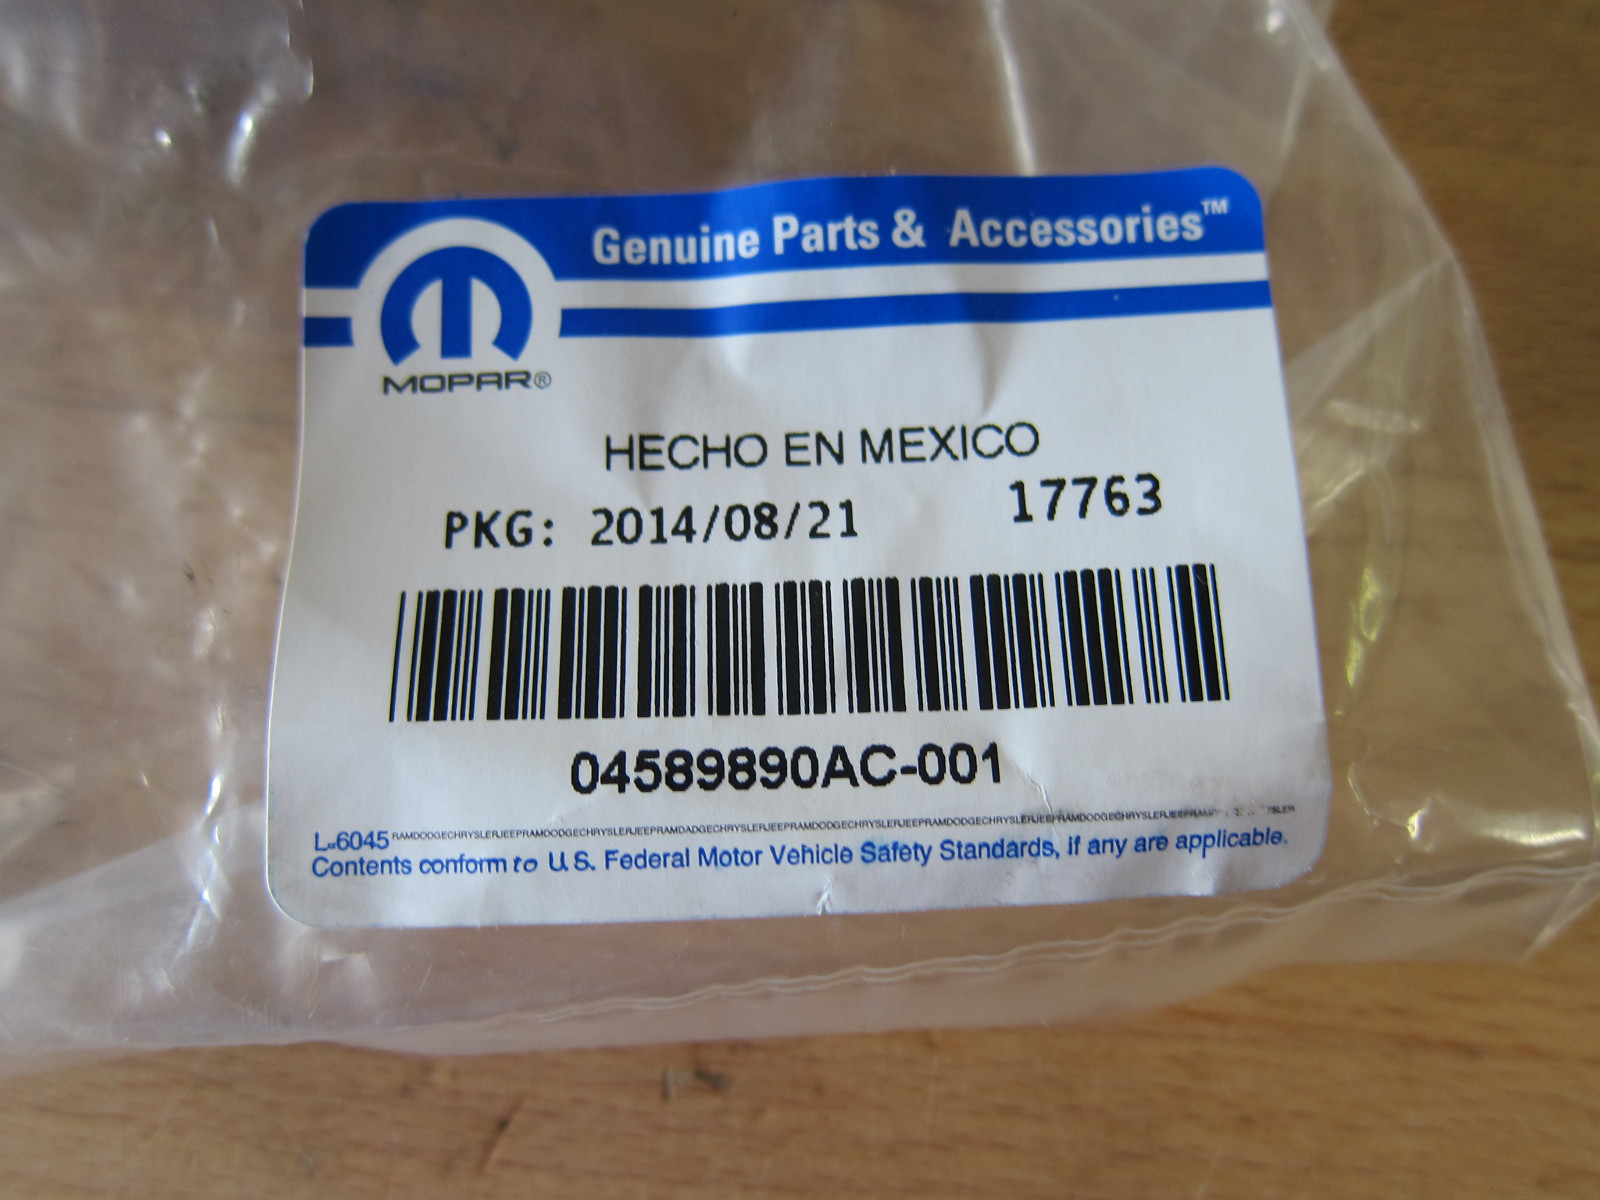 Genuine Parts & Accessories™
MOPAR®
HECHO EN MEXICO
PKG: 2014/08/21 17763
04589890AC-001
L-6045
Contents conform to U.S. Federal Motor Vehicle Safety Standards, if any are applicable.